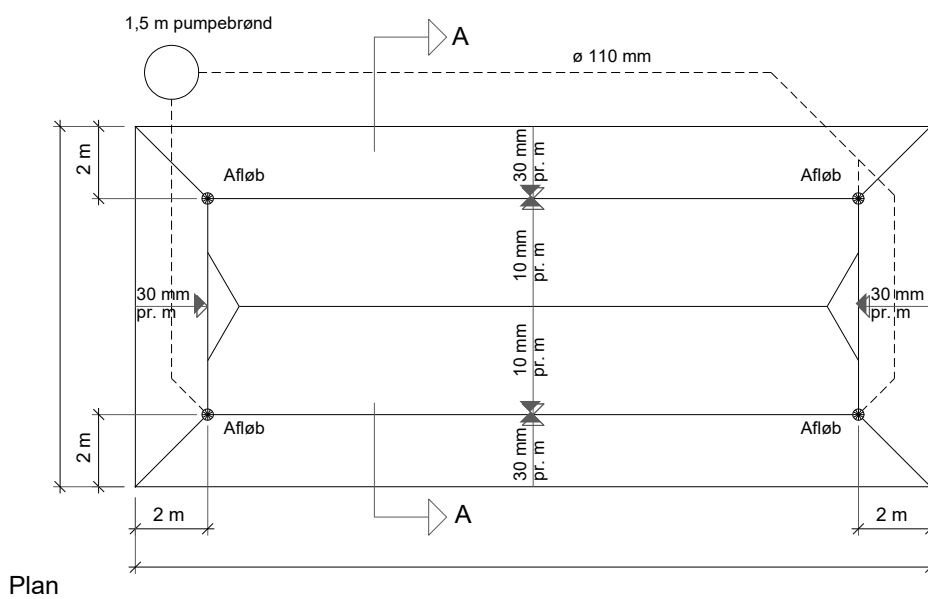 1,5 m pumpebrønd
A
ø 110 mm
2 m
30 mm
pr. m
Afløb
Afløb
10 mm
pr. m
30 mm
pr. m
30 mm
pr. m
10 mm
pr. m
2 m
Afløb
Afløb
30 mm
pr. m
2 m
A
2 m
Plan